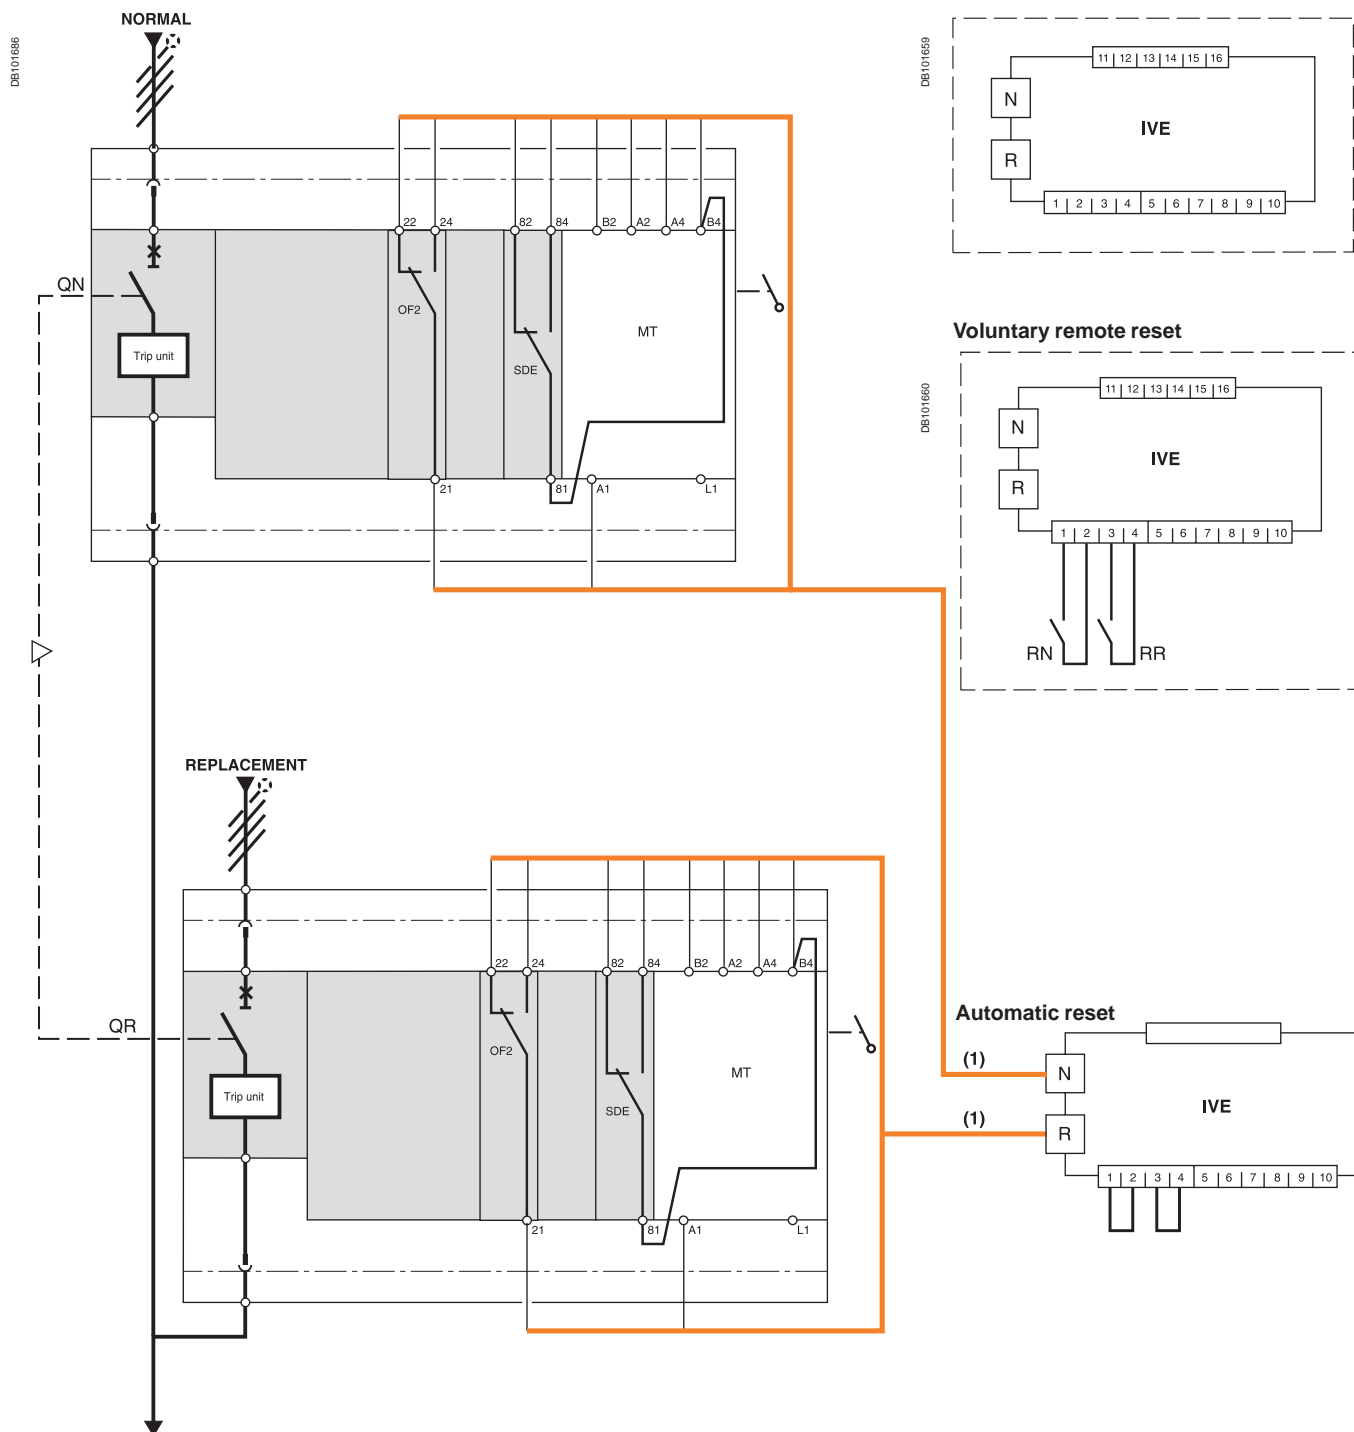 NORMAL
DB101686
22 24 82 84 B2 A2 A4 B4
QN
OF2
SDE
MT
Trip unit
21 81 A1 L1
REPLACEMENT
22 24 82 84 B2 A2 A4 B4
QR
OF2
SDE
MT
Trip unit
21 81 A1 L1
DB101659
11 12 13 14 15 16
N
IVE
R
1 2 3 4 5 6 7 8 9 10
Voluntary remote reset
DB101660
11 12 13 14 15 16
N
IVE
R
1 2 3 4 5 6 7 8 9 10
RN RR
Automatic reset
(1)
N
(1)
R
IVE
1 2 3 4 5 6 7 8 9 10